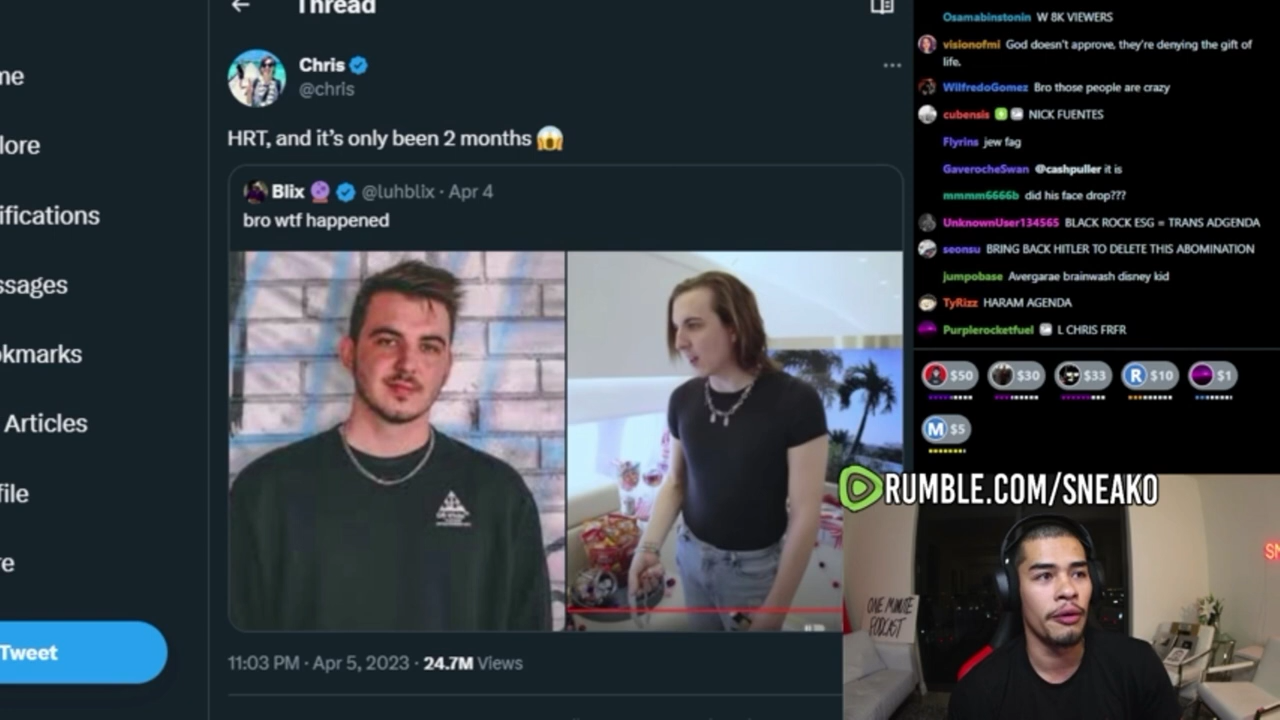 Thread
me
lore
ifications
ssages
okmarks
Articles
file
re
Tweet
Chris
@chris
HRT, and it's only been 2 months 😱
Blix 🔮 @luhblix · Apr 4
bro wtf happened
11:03 PM · Apr 5, 2023 · 24.7M Views
Osamabinstonin W 8K VIEWERS
visionofmi God doesn't approve, they're denying the gift of
life.
WilfredoGomez Bro those people are crazy
cubensis NICK FUENTES
Flyrins jew fag
GaverocheSwan @cashpuller it is
mmmm6666b did his face drop???
UnknownUser134565 BLACK ROCK ESG = TRANS ADGENDA
seonsu BRING BACK HITLER TO DELETE THIS ABOMINATION
jumpobase Avergarae brainwash disney kid
TyRizz HARAM AGENDA
Purplerocketfuel L CHRIS FRFR
$50 $30 $33 R $10 $1
M $5
RUMBLE.COM/SNEAKO
ONE MINUTE
PODCAST
SN